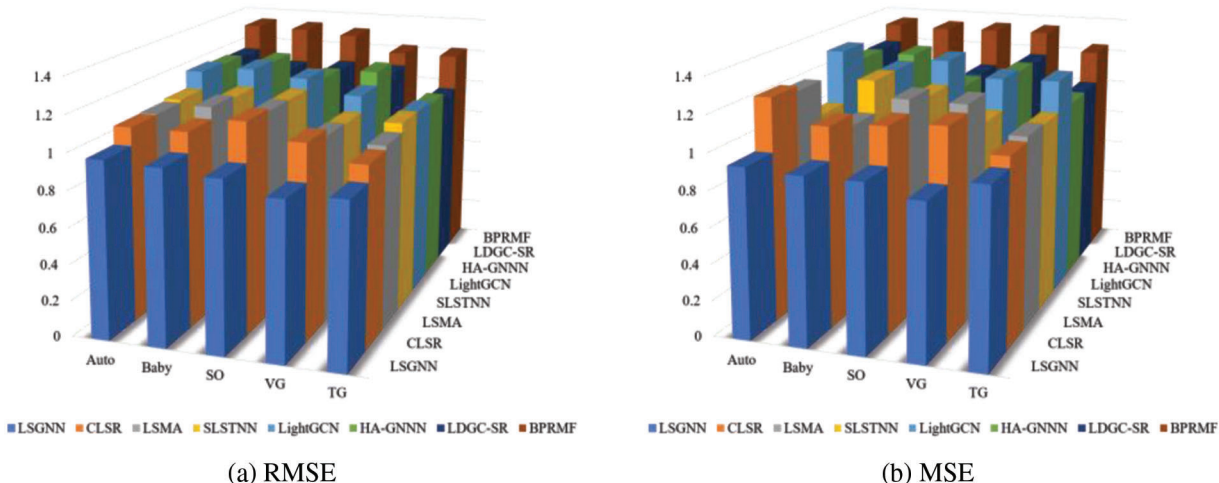 1.4
1.2
1
0.8
0.6
0.4
0.2
0
Auto
Baby
SO
VG
TG
BPRMF
LDGC-SR
HA-GNNN
LightGCN
SLSTNN
LSMA
CLSR
LSGNN
LSGNN CLSR LSMA SLSTNN LightGCN HA-GNNN LDGC-SR BPRMF
(a) RMSE
1.4
1.2
1
0.8
0.6
0.4
0.2
0
Auto
Baby
SO
VG
TG
BPRMF
LDGC-SR
HA-GNNN
LightGCN
SLSTNN
LSMA
CLSR
LSGNN
LSGNN CLSR LSMA SLSTNN LightGCN HA-GNNN LDGC-SR BPRMF
(b) MSE